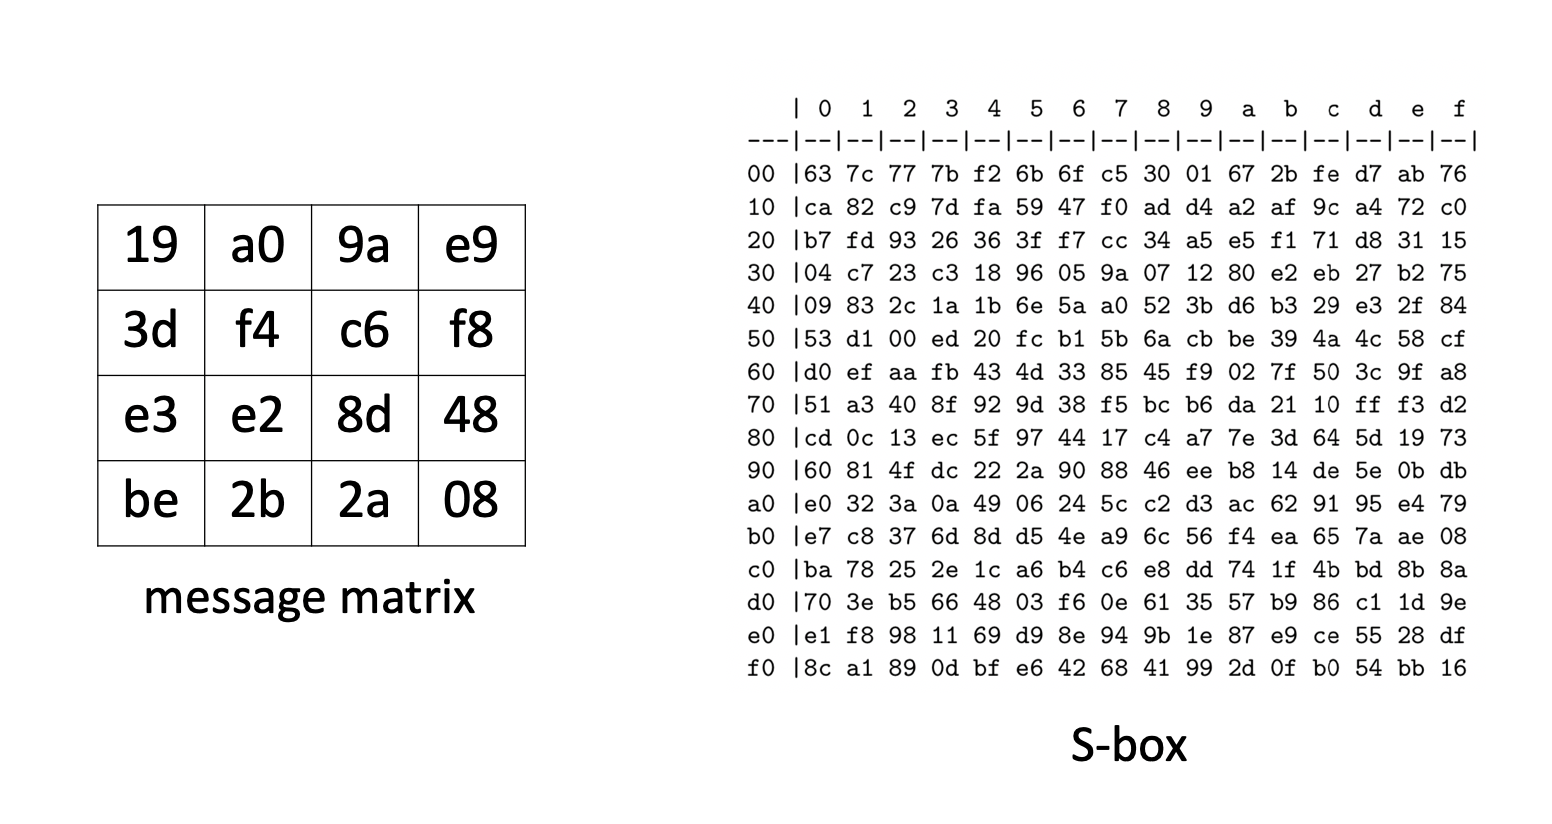 19 a0 9a e9
3d f4 c6 f8
e3 e2 8d 48
be 2b 2a 08
message matrix
| 0 1 2 3 4 5 6 7 8 9 a b c d e f
---|--|--|--|--|--|--|--|--|--|--|--|--|--|--|--|--|
00 |63 7c 77 7b f2 6b 6f c5 30 01 67 2b fe d7 ab 76
10 |ca 82 c9 7d fa 59 47 f0 ad d4 a2 af 9c a4 72 c0
20 |b7 fd 93 26 36 3f f7 cc 34 a5 e5 f1 71 d8 31 15
30 |04 c7 23 c3 18 96 05 9a 07 12 80 e2 eb 27 b2 75
40 |09 83 2c 1a 1b 6e 5a a0 52 3b d6 b3 29 e3 2f 84
50 |53 d1 00 ed 20 fc b1 5b 6a cb be 39 4a 4c 58 cf
60 |d0 ef aa fb 43 4d 33 85 45 f9 02 7f 50 3c 9f a8
70 |51 a3 40 8f 92 9d 38 f5 bc b6 da 21 10 ff f3 d2
80 |cd 0c 13 ec 5f 97 44 17 c4 a7 7e 3d 64 5d 19 73
90 |60 81 4f dc 22 2a 90 88 46 ee b8 14 de 5e 0b db
a0 |e0 32 3a 0a 49 06 24 5c c2 d3 ac 62 91 95 e4 79
b0 |e7 c8 37 6d 8d d5 4e a9 6c 56 f4 ea 65 7a ae 08
c0 |ba 78 25 2e 1c a6 b4 c6 e8 dd 74 1f 4b bd 8b 8a
d0 |70 3e b5 66 48 03 f6 0e 61 35 57 b9 86 c1 1d 9e
e0 |e1 f8 98 11 69 d9 8e 94 9b 1e 87 e9 ce 55 28 df
f0 |8c a1 89 0d bf e6 42 68 41 99 2d 0f b0 54 bb 16
S-box